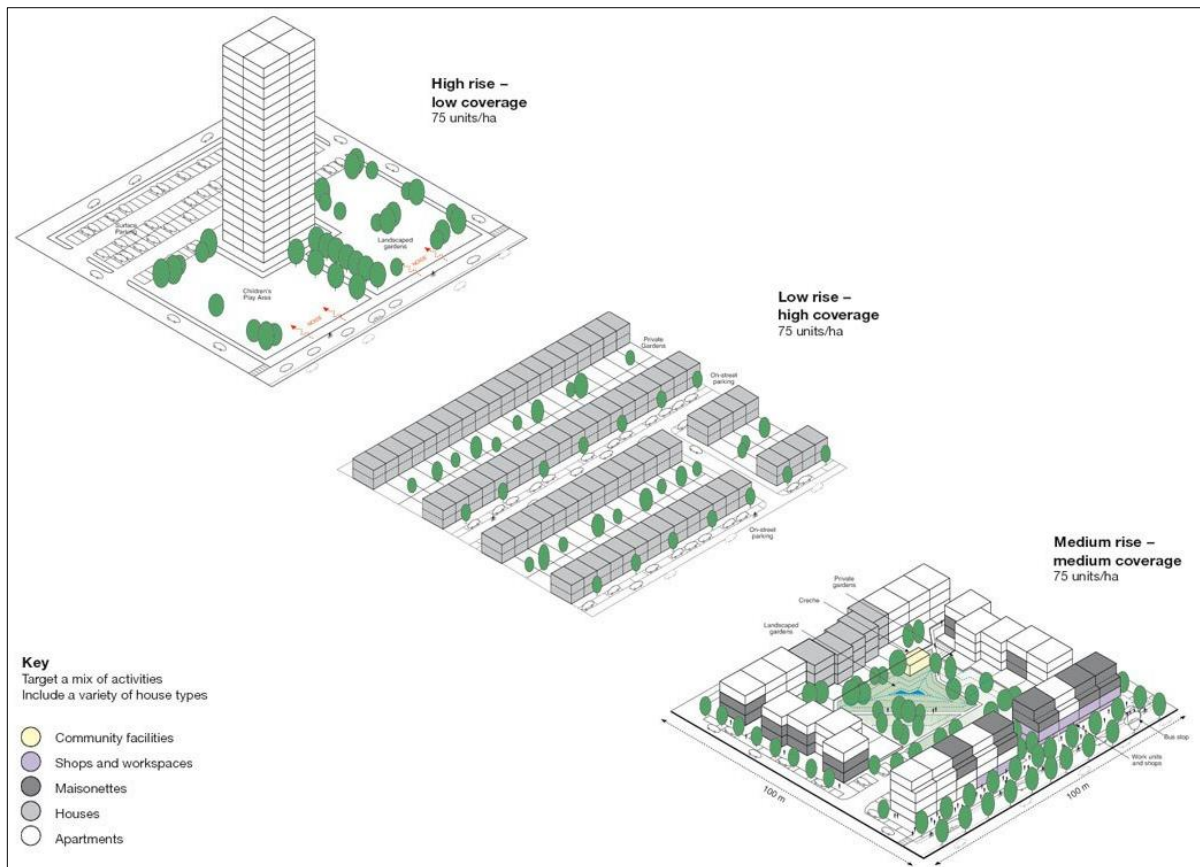 High rise –
low coverage
75 units/ha
Surface
Parking
Landscaped
gardens
NOISE
Children's
Play Area
NOISE
Low rise –
high coverage
75 units/ha
Private
Gardens
On-street
parking
On-street
parking
Medium rise –
medium coverage
75 units/ha
Private
gardens
Creche
Landscaped
gardens
Bus stop
Work units
and shops
100 m
100 m
Key
Target a mix of activities
Include a variety of house types
Community facilities
Shops and workspaces
Maisonettes
Houses
Apartments